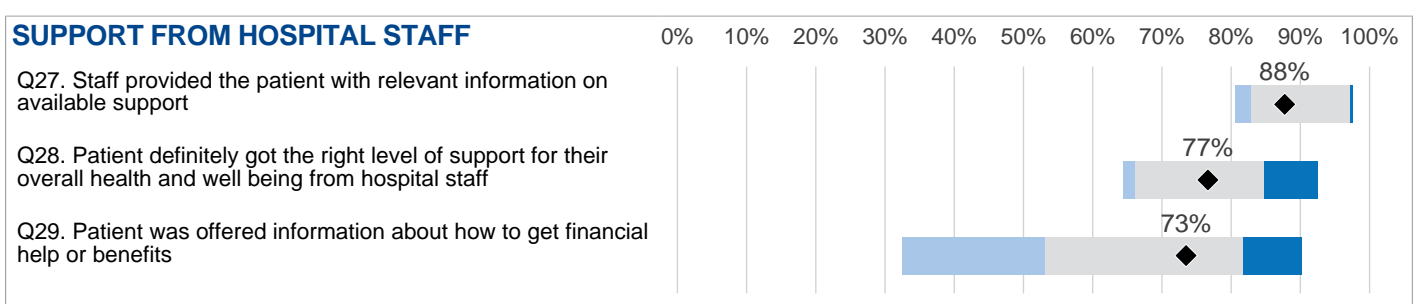 SUPPORT FROM HOSPITAL STAFF 0% 10% 20% 30% 40% 50% 60% 70% 80% 90% 100%
Q27. Staff provided the patient with relevant information on
available support
88%
Q28. Patient definitely got the right level of support for their
overall health and well being from hospital staff
77%
Q29. Patient was offered information about how to get financial
help or benefits
73%